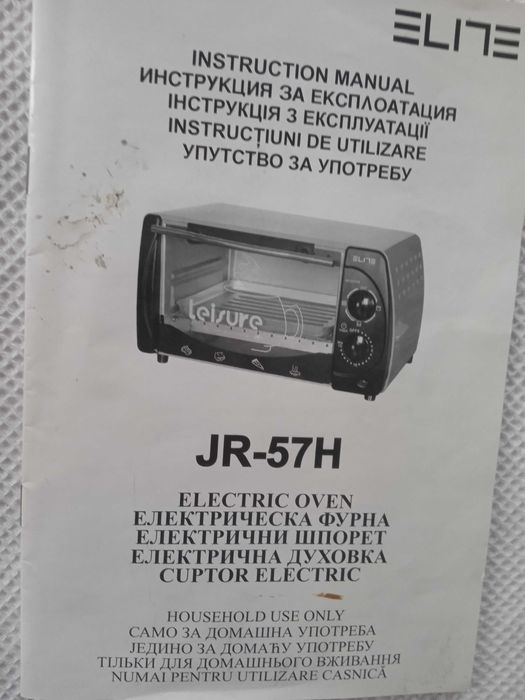 ELITE
INSTRUCTION MANUAL
ИНСТРУКЦИЯ ЗА ЕКСПЛОАТАЦИЯ
ІНСТРУКЦІЯ З ЕКСПЛУАТАЦІЇ
INSTRUCȚIUNI DE UTILIZARE
УПУТСТВО ЗА УПОТРЕБУ
ELITE
leisure
JR-57H
ELECTRIC OVEN
ЕЛЕКТРИЧЕСКА ФУРНА
ЕЛЕКТРИЧНИ ШПОРЕТ
ЕЛЕКТРИЧНА ДУХОВКА
CUPTOR ELECTRIC
HOUSEHOLD USE ONLY
САМО ЗА ДОМАШНА УПОТРЕБА
ЈЕДИНО ЗА ДОМАЋУ УПОТРЕБУ
ТІЛЬКИ ДЛЯ ДОМАШНЬОГО ВЖИВАННЯ
NUMAI PENTRU UTILIZARE CASNICĂ